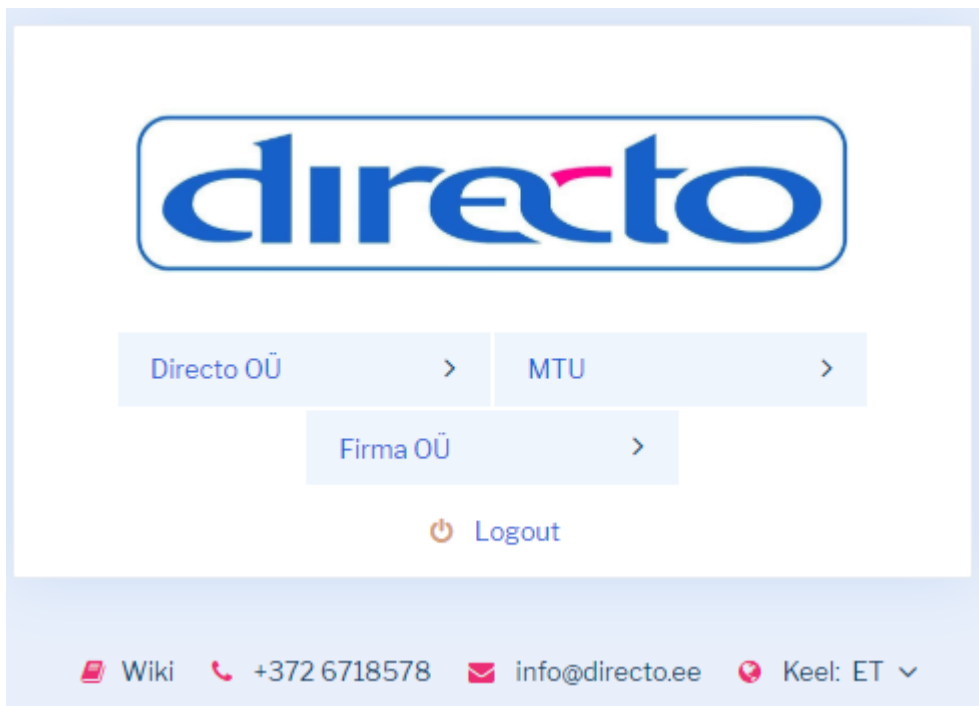 directo
Directo OÜ
MTU
Firma OÜ
Logout
Wiki +372 6718578 info@directo.ee Keel: ET